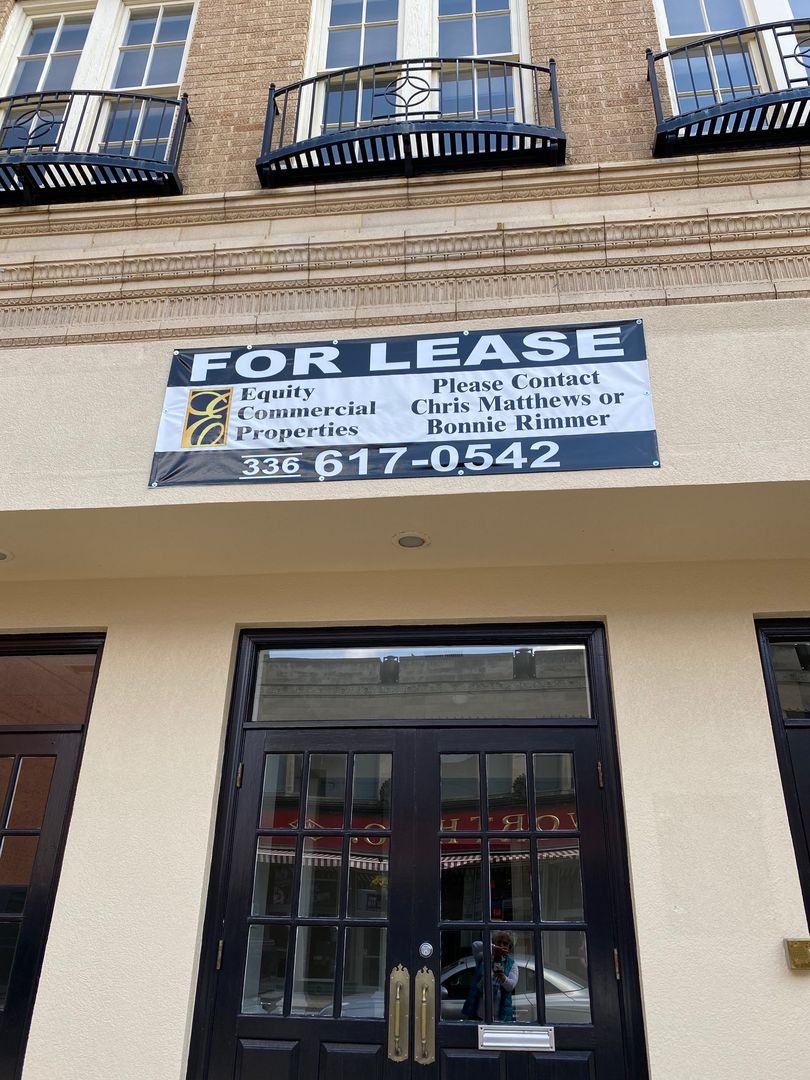 FOR LEASE
Equity
Commercial
Properties
Please Contact
Chris Matthews or
Bonnie Rimmer
336 617-0542